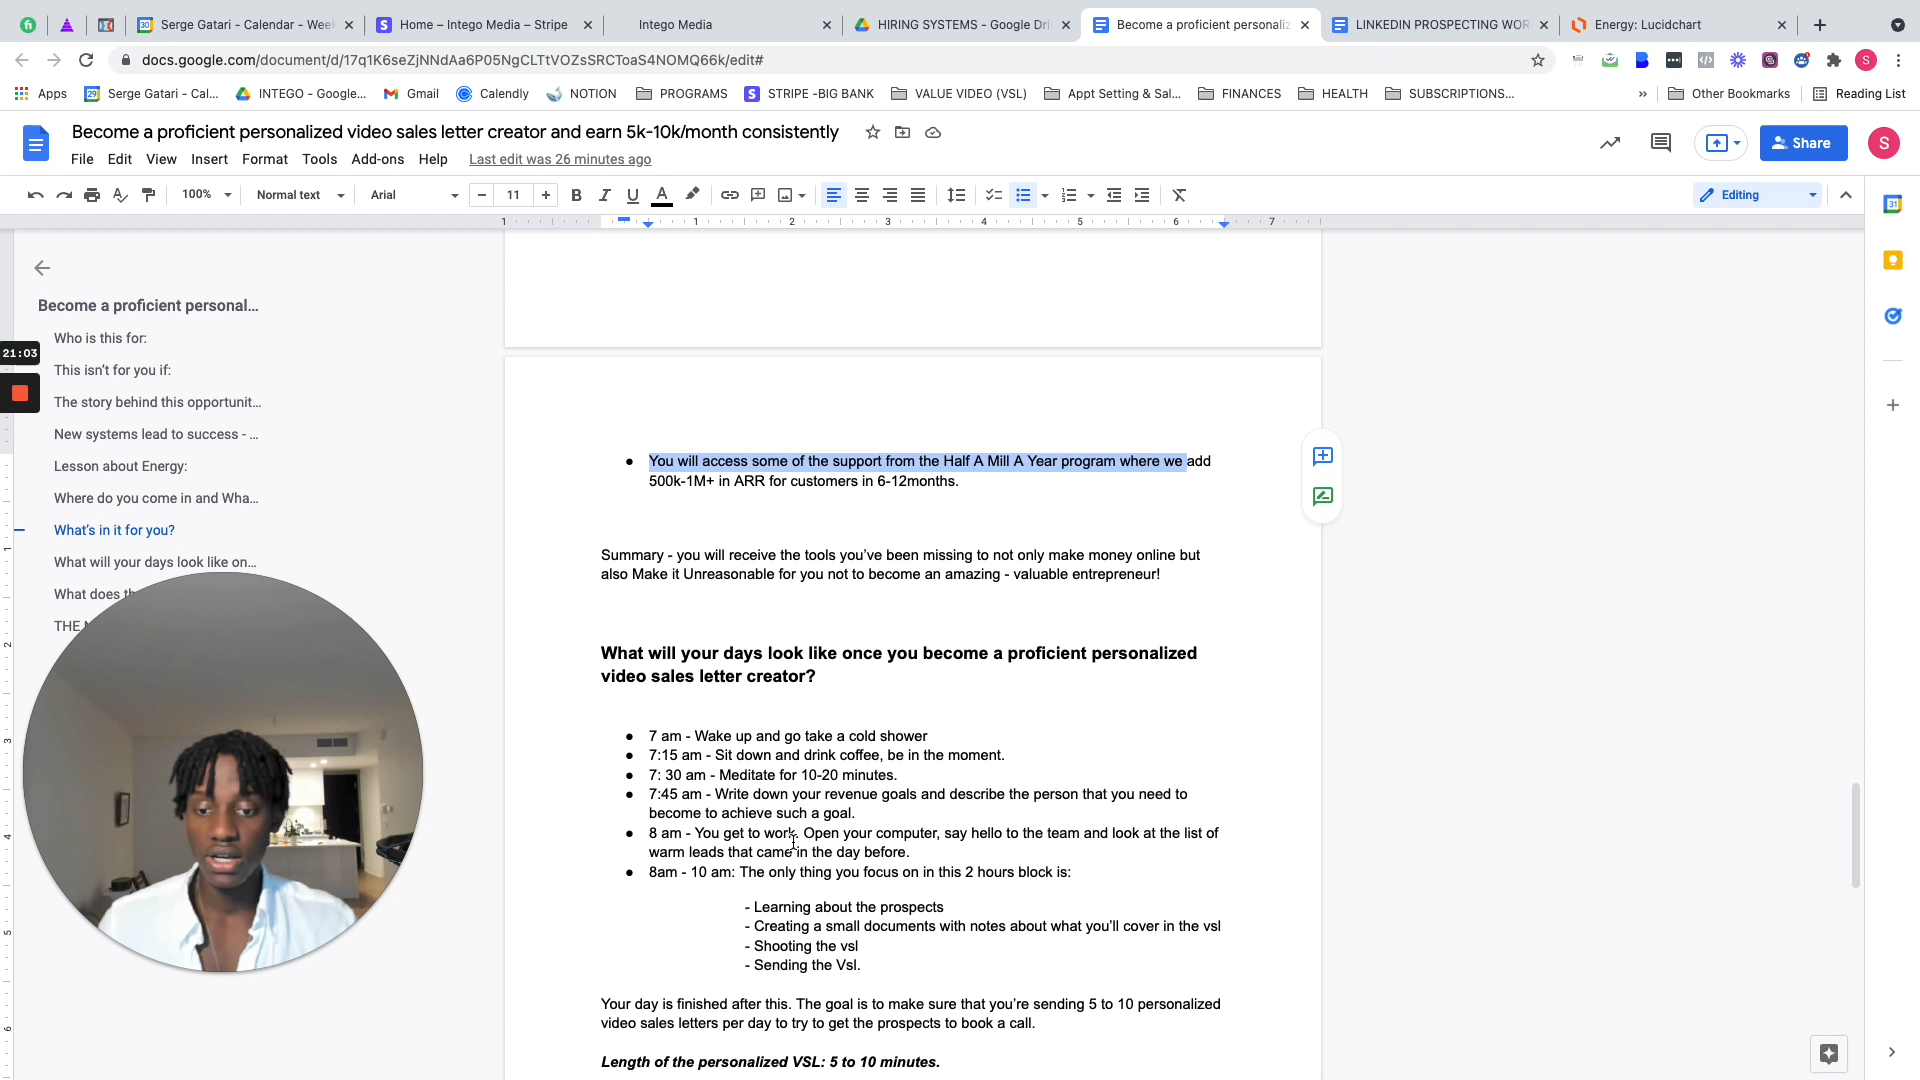 Serge Gatari - Calendar - Week
Home – Intego Media – Stripe
Intego Media
HIRING SYSTEMS - Google Dri
Become a proficient personaliz
LINKEDIN PROSPECTING WOR
Energy: Lucidchart
docs.google.com/document/d/17q1K6seZjNNdAa6P05NgCLTtVOZsSRCToaS4NOMQ66k/edit#
S
Apps
Serge Gatari - Cal...
INTEGO - Google...
Gmail
Calendly
NOTION
PROGRAMS
STRIPE -BIG BANK
VALUE VIDEO (VSL)
Appt Setting & Sal...
FINANCES
HEALTH
SUBSCRIPTIONS...
»
Other Bookmarks
Reading List
Become a proficient personalized video sales letter creator and earn 5k-10k/month consistently
File Edit View Insert Format Tools Add-ons Help Last edit was 26 minutes ago
Share
S
100% Normal text Arial 11 B I U A
Editing
1 1 2 3 4 5 6 7
31
Become a proficient personal...
Who is this for:
21:03
This isn't for you if:
The story behind this opportunit...
New systems lead to success - ...
Lesson about Energy:
Where do you come in and Wha...
What's in it for you?
What will your days look like on...
What does th
THE
● You will access some of the support from the Half A Mill A Year program where we add
500k-1M+ in ARR for customers in 6-12months.
Summary - you will receive the tools you've been missing to not only make money online but
also Make it Unreasonable for you not to become an amazing - valuable entrepreneur!
What will your days look like once you become a proficient personalized
video sales letter creator?
● 7 am - Wake up and go take a cold shower
● 7:15 am - Sit down and drink coffee, be in the moment.
● 7: 30 am - Meditate for 10-20 minutes.
● 7:45 am - Write down your revenue goals and describe the person that you need to
become to achieve such a goal.
● 8 am - You get to work. Open your computer, say hello to the team and look at the list of
warm leads that came in the day before.
● 8am - 10 am: The only thing you focus on in this 2 hours block is:
- Learning about the prospects
- Creating a small documents with notes about what you'll cover in the vsl
- Shooting the vsl
- Sending the Vsl.
Your day is finished after this. The goal is to make sure that you're sending 5 to 10 personalized
video sales letters per day to try to get the prospects to book a call.
Length of the personalized VSL: 5 to 10 minutes.
1
2
3
4
5
6